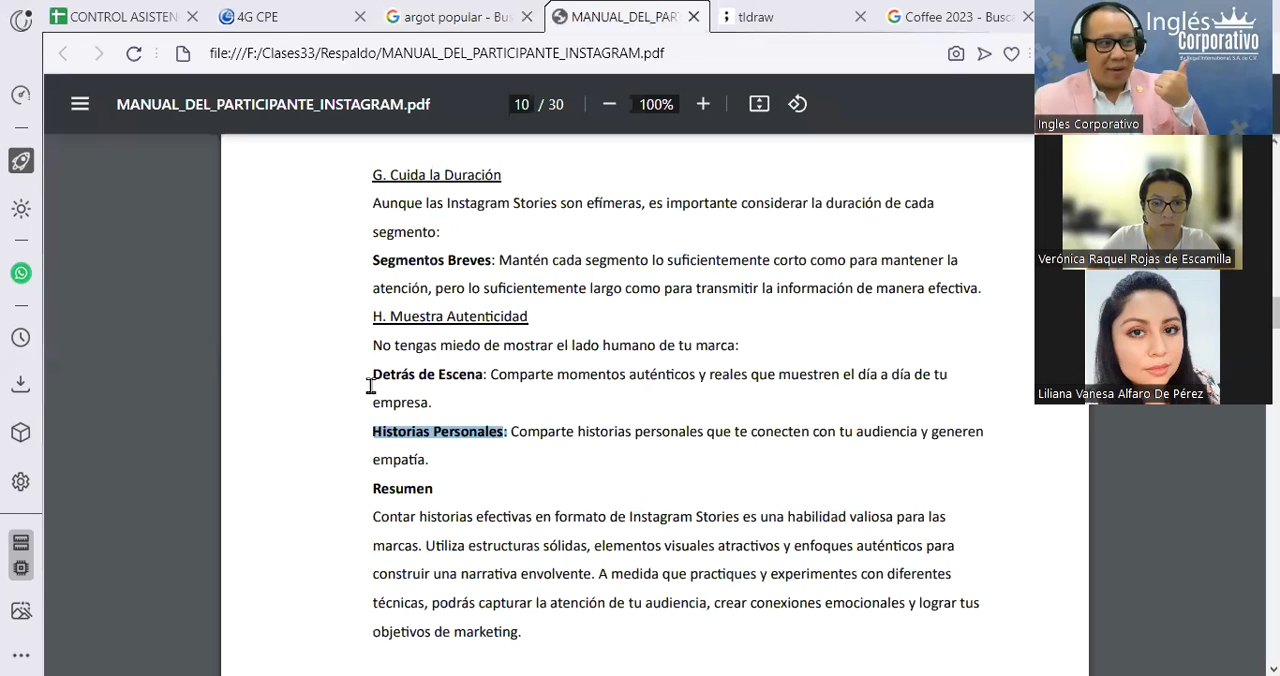 CONTROL ASISTEN
4G CPE
argot popular - Bus
MANUAL_DEL_PAR
tldraw
Coffee 2023 - Busc
file:///F:/Clases33/Respaldo/MANUAL_DEL_PARTICIPANTE_INSTAGRAM.pdf
MANUAL_DEL_PARTICIPANTE_INSTAGRAM.pdf
10 / 30
100%
Inglés
Corporativo
Ingles Corporativo
Verónica Raquel Rojas de Escamilla
Liliana Vanesa Alfaro De Pérez
G. Cuida la Duración
Aunque las Instagram Stories son efímeras, es importante considerar la duración de cada
segmento:
Segmentos Breves: Mantén cada segmento lo suficientemente corto como para mantener la
atención, pero lo suficientemente largo como para transmitir la información de manera efectiva.
H. Muestra Autenticidad
No tengas miedo de mostrar el lado humano de tu marca:
Detrás de Escena: Comparte momentos auténticos y reales que muestren el día a día de tu
empresa.
Historias Personales: Comparte historias personales que te conecten con tu audiencia y generen
empatía.
Resumen
Contar historias efectivas en formato de Instagram Stories es una habilidad valiosa para las
marcas. Utiliza estructuras sólidas, elementos visuales atractivos y enfoques auténticos para
construir una narrativa envolvente. A medida que practiques y experimentes con diferentes
técnicas, podrás capturar la atención de tu audiencia, crear conexiones emocionales y lograr tus
objetivos de marketing.